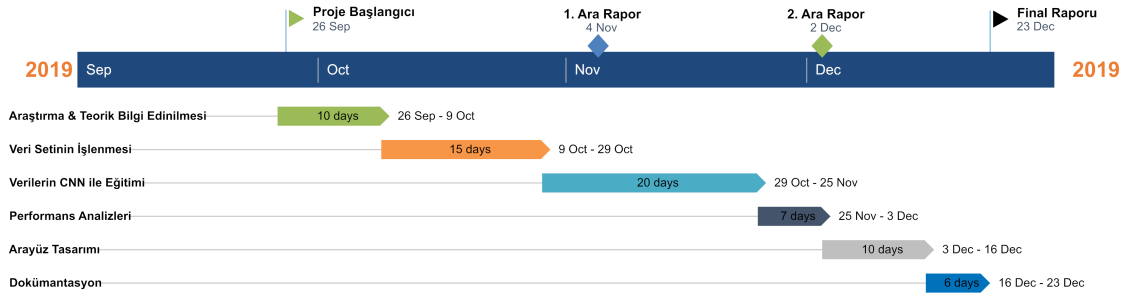 Proje Başlangıcı
26 Sep
1. Ara Rapor
4 Nov
2. Ara Rapor
2 Dec
Final Raporu
23 Dec
2019 Sep Oct Nov Dec 2019
Araştırma & Teorik Bilgi Edinilmesi 10 days 26 Sep - 9 Oct
Veri Setinin İşlenmesi 15 days 9 Oct - 29 Oct
Verilerin CNN ile Eğitimi 20 days 29 Oct - 25 Nov
Performans Analizleri 7 days 25 Nov - 3 Dec
Arayüz Tasarımı 10 days 3 Dec - 16 Dec
Dokümantasyon 6 days 16 Dec - 23 Dec